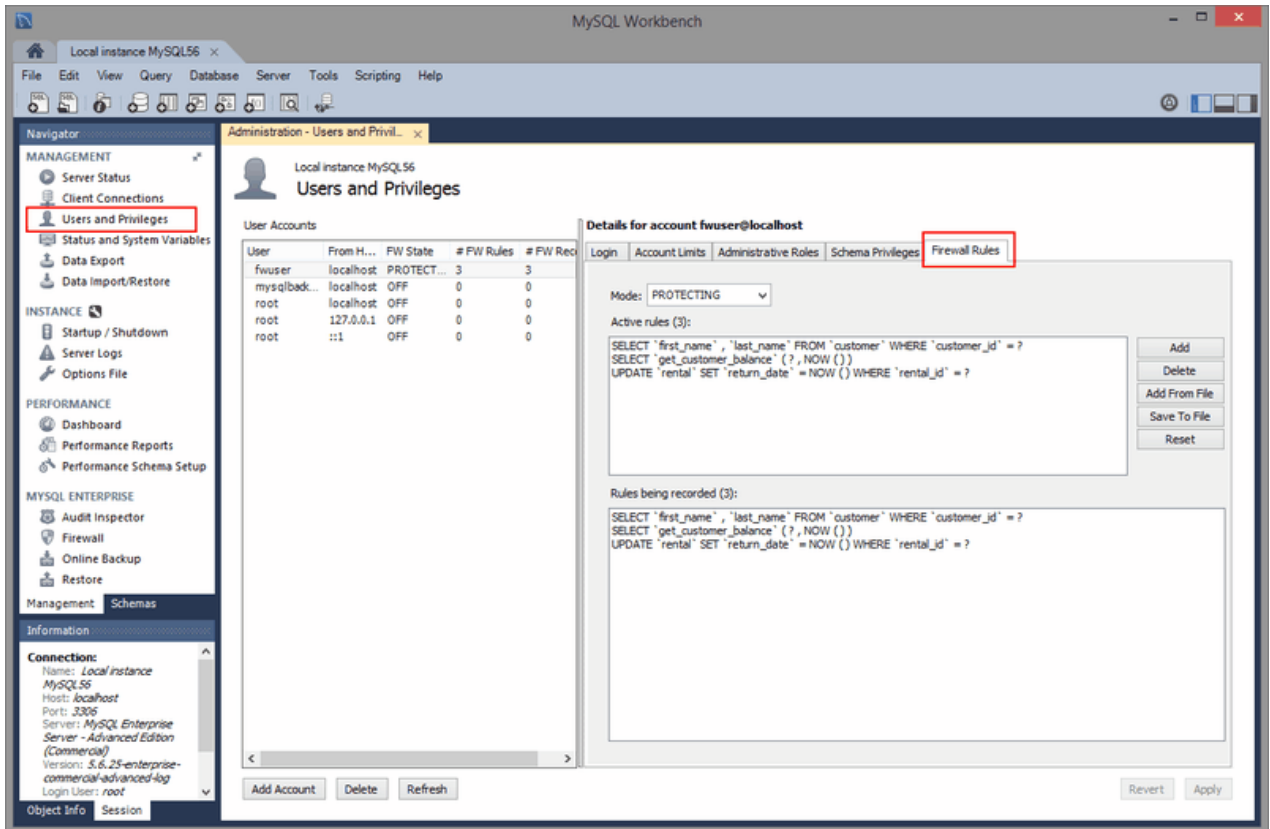 MySQL Workbench
Local instance MySQL56
File Edit View Query Database Server Tools Scripting Help
Navigator
MANAGEMENT
Server Status
Client Connections
Users and Privileges
Status and System Variables
Data Export
Data Import/Restore
INSTANCE
Startup / Shutdown
Server Logs
Options File
PERFORMANCE
Dashboard
Performance Reports
Performance Schema Setup
MYSQL ENTERPRISE
Audit Inspector
Firewall
Online Backup
Restore
Management Schemas
Information
Connection:
Name: Local instance
MySQL56
Host: localhost
Port: 3306
Server: MySQL Enterprise
Server - Advanced Edition
(Commercial)
Version: 5.6.25-enterprise-
commercial-advanced-log
Login User: root
Object Info Session
Administration - Users and Privil...
Local instance MySQL56
Users and Privileges
User Accounts
User From H... FW State # FW Rules # FW Reco
fwuser localhost PROTECT... 3 3
mysqlback... localhost OFF 0 0
root localhost OFF 0 0
root 127.0.0.1 OFF 0 0
root ::1 OFF 0 0
Add Account Delete Refresh
Details for account fwuser@localhost
Login Account Limits Administrative Roles Schema Privileges Firewall Rules
Mode: PROTECTING
Active rules (3):
SELECT `first_name` , `last_name` FROM `customer` WHERE `customer_id` = ?
SELECT `get_customer_balance` ( ? , NOW ( ) )
UPDATE `rental` SET `return_date` = NOW ( ) WHERE `rental_id` = ?
Add
Delete
Add From File
Save To File
Reset
Rules being recorded (3):
SELECT `first_name` , `last_name` FROM `customer` WHERE `customer_id` = ?
SELECT `get_customer_balance` ( ? , NOW ( ) )
UPDATE `rental` SET `return_date` = NOW ( ) WHERE `rental_id` = ?
Revert Apply